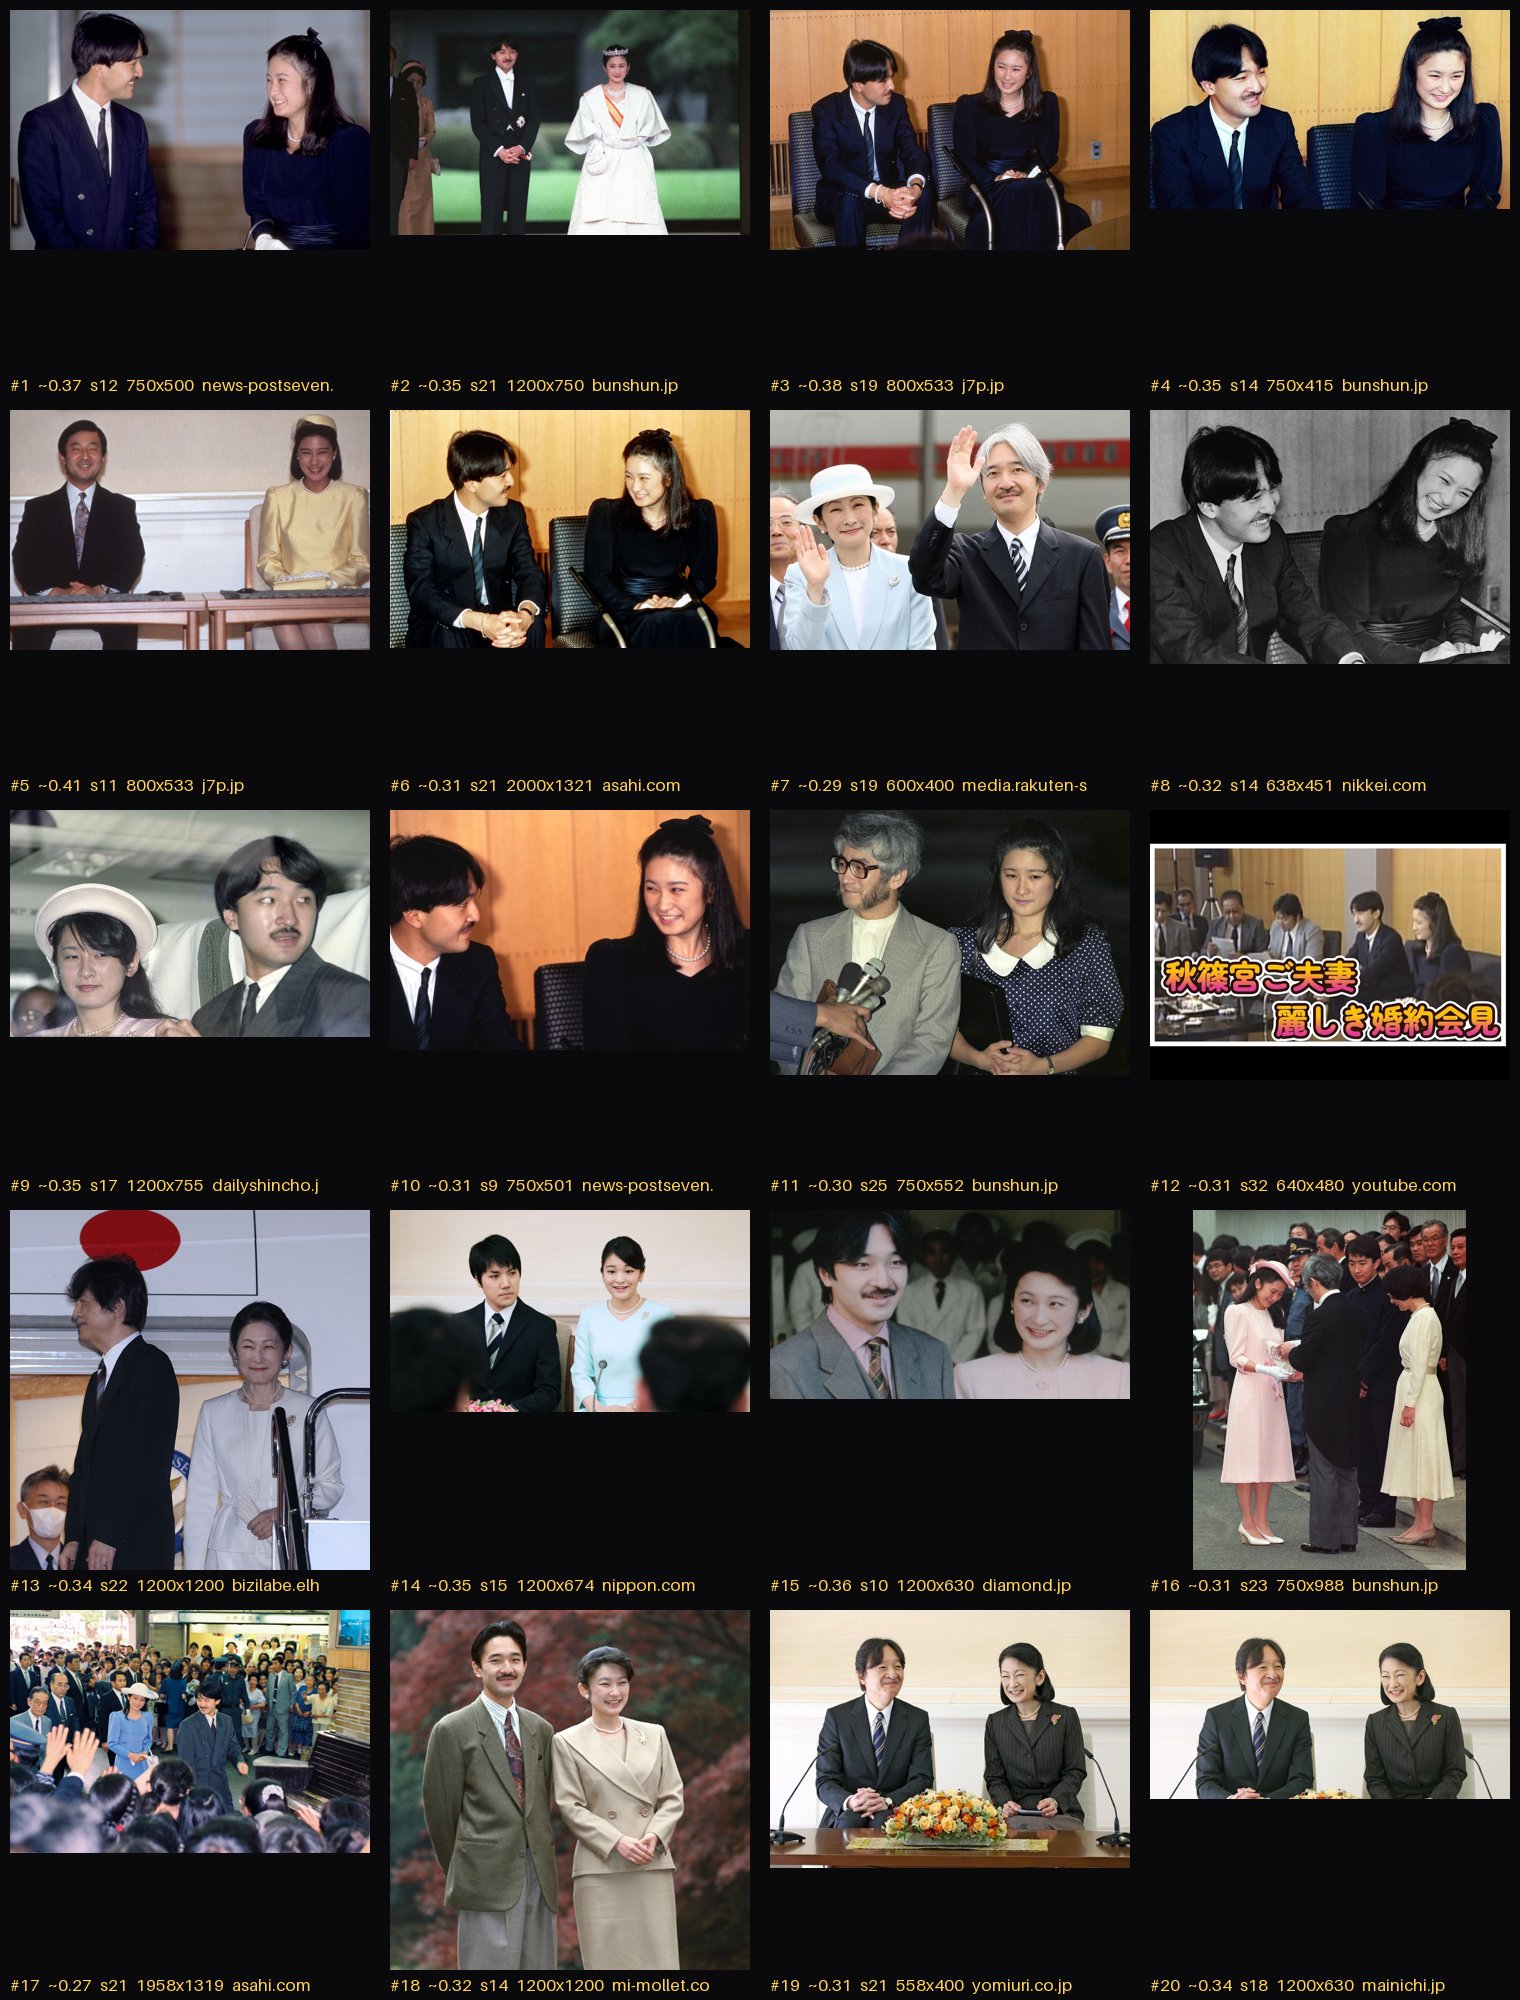 #1 ~0.37 s12 750x500 news-postseven.
#2 ~0.35 s21 1200x750 bunshun.jp
#3 ~0.38 s19 800x533 j7p.jp
#4 ~0.35 s14 750x415 bunshun.jp
#5 ~0.41 s11 800x533 j7p.jp
#6 ~0.31 s21 2000x1321 asahi.com
#7 ~0.29 s19 600x400 media.rakuten-s
#8 ~0.32 s14 638x451 nikkei.com
秋篠宮ご夫妻
麗しき婚約会見
#9 ~0.35 s17 1200x755 dailyshincho.j
#10 ~0.31 s9 750x501 news-postseven.
#11 ~0.30 s25 750x552 bunshun.jp
#12 ~0.31 s32 640x480 youtube.com
#13 ~0.34 s22 1200x1200 bizilabe.elh
#14 ~0.35 s15 1200x674 nippon.com
#15 ~0.36 s10 1200x630 diamond.jp
#16 ~0.31 s23 750x988 bunshun.jp
#17 ~0.27 s21 1958x1319 asahi.com
#18 ~0.32 s14 1200x1200 mi-mollet.co
#19 ~0.31 s21 558x400 yomiuri.co.jp
#20 ~0.34 s18 1200x630 mainichi.jp